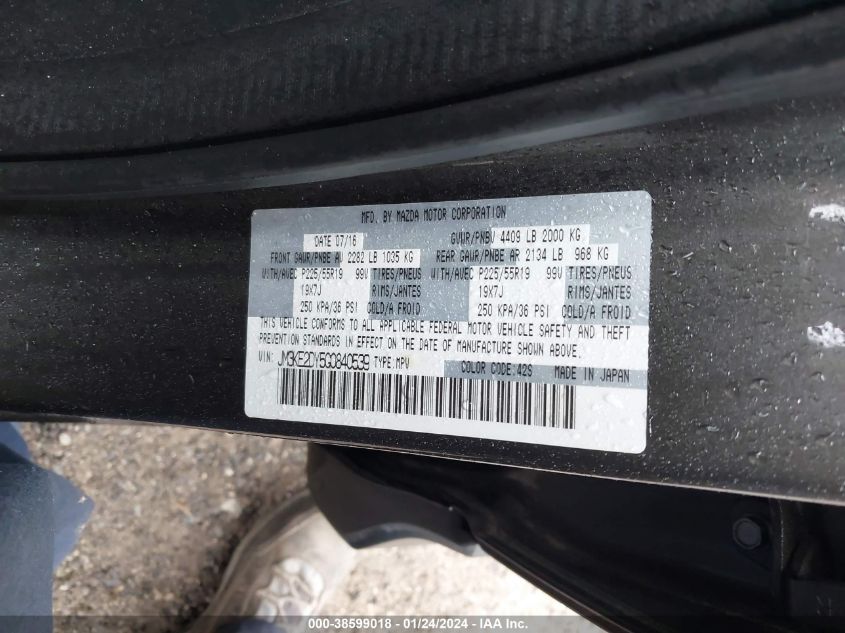 MFD. BY MAZDA MOTOR CORPORATION
DATE 07/16 GVWR/PNBV 4409 LB 2000 KG
FRONT GAWR/PNBE AV 2282 LB 1035 KG REAR GAWR/PNBE AR 2134 LB 968 KG
WITH/AVEC P225/55R19 99V TIRES/PNEUS WITH/AVEC P225/55R19 99V TIRES/PNEUS
19X7J RIMS/JANTES 19X7J RIMS/JANTES
250 KPA/36 PSI COLD/A FROID 250 KPA/36 PSI COLD/A FROID
THIS VEHICLE CONFORMS TO ALL APPLICABLE FEDERAL MOTOR VEHICLE SAFETY AND THEFT
PREVENTION STANDARDS IN EFFECT ON THE DATE OF MANUFACTURE SHOWN ABOVE.
VIN: JM3KE2DY5G0840539 TYPE:MPV COLOR CODE:42S MADE IN JAPAN
000-38599018 - 01/24/2024 - IAA Inc.